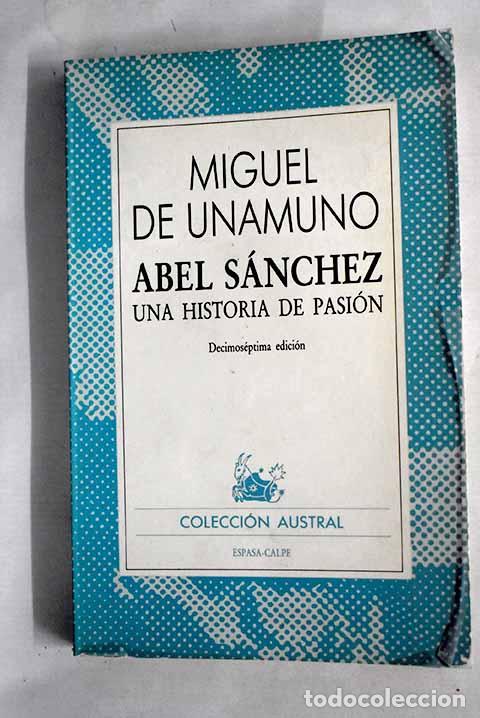 MIGUEL
DE UNAMUNO
ABEL SÁNCHEZ
UNA HISTORIA DE PASIÓN
Decimoséptima edición
COLECCIÓN AUSTRAL
ESPASA-CALPE
todocoleccion